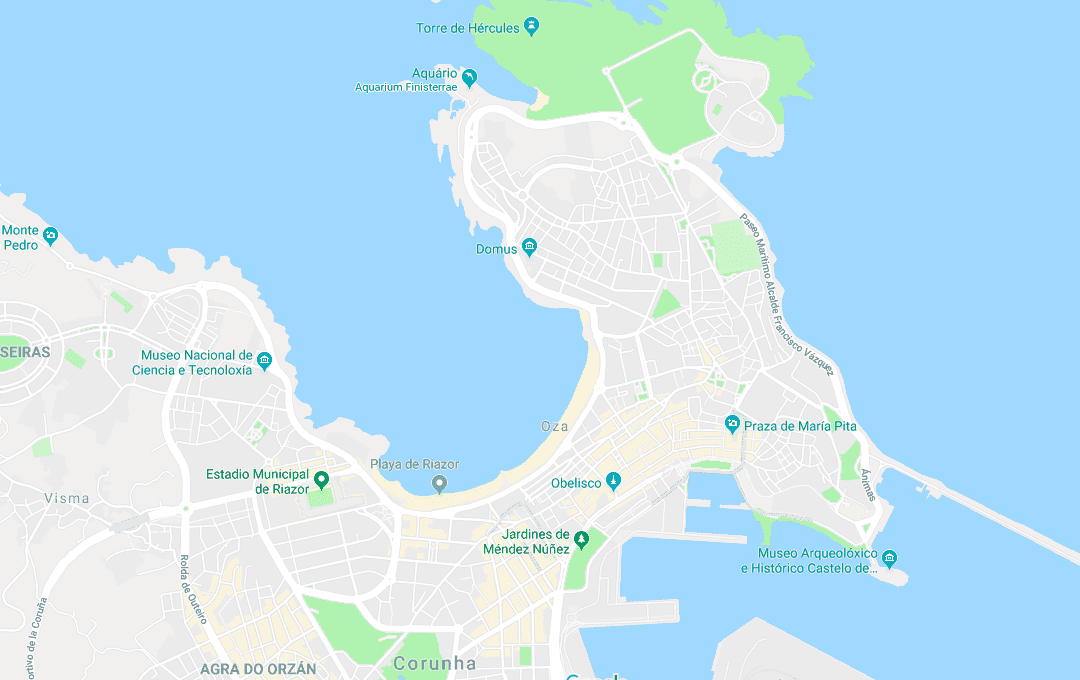 Torre de Hércules
Aquário
Aquarium Finisterrae
Monte
Pedro
Domus
Paseo Marítimo Alcalde Francisco Vázquez
SEIRAS
Museo Nacional de
Ciencia e Tecnoloxía
Oza
Praza de María Pita
Playa de Riazor
Estadio Municipal
de Riazor
Obelisco
Ánimas
Visma
Jardines de
Méndez Núñez
Museo Arqueolóxico
e Histórico Castelo de...
Rolda de Outeiro
ortivo de la Coruña
AGRA DO ORZÁN
Corunha